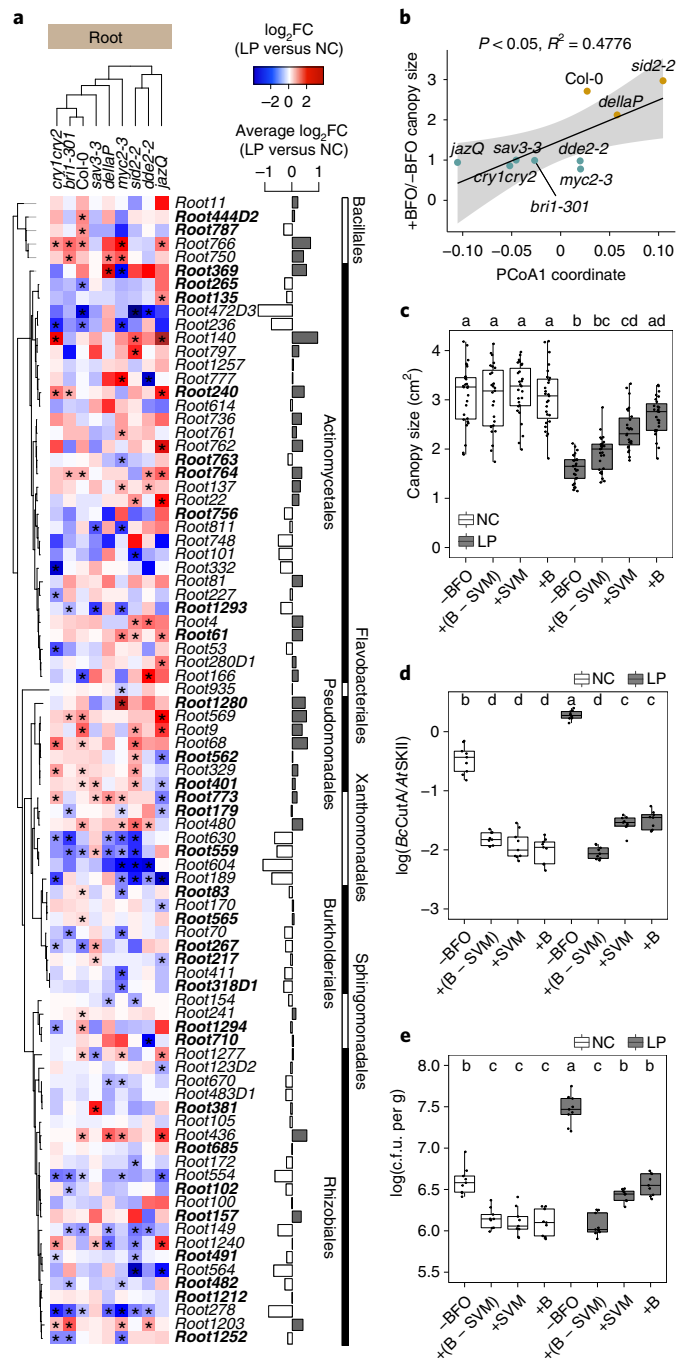 a
Root
log2FC
(LP versus NC)
−2 0 2
Average log2FC
(LP versus NC)
−1 0 1
cry1cry2
bri1-301
Col-0
sav3-3
dellaP
myc2-3
sid2-2
dde2-2
jazQ
Root11
Root444D2
Root787
Root766
Root750
Root369
Root265
Root135
Root472D3
Root236
Root140
Root797
Root1257
Root777
Root240
Root614
Root736
Root761
Root762
Root763
Root764
Root137
Root22
Root756
Root811
Root748
Root101
Root332
Root81
Root227
Root1293
Root4
Root61
Root53
Root280D1
Root166
Root935
Root1280
Root569
Root9
Root68
Root562
Root329
Root401
Root773
Root179
Root480
Root630
Root559
Root604
Root189
Root83
Root170
Root565
Root70
Root267
Root217
Root411
Root318D1
Root154
Root241
Root1294
Root710
Root1277
Root123D2
Root670
Root483D1
Root381
Root105
Root436
Root685
Root172
Root554
Root102
Root100
Root157
Root149
Root1240
Root491
Root564
Root482
Root1212
Root278
Root1203
Root1252
Bacillales
Actinomycetales
Flavobacteriales
Pseudomonadales
Xanthomonadales
Burkholderiales
Sphingomonadales
Rhizobiales
b
P < 0.05, R2 = 0.4776
+BFO/−BFO canopy size
3
2
1
0
sid2-2
Col-0
dellaP
jazQ
sav3-3
dde2-2
cry1cry2
myc2-3
bri1-301
−0.10 −0.05 0 0.05 0.10
PCoA1 coordinate
c
a a a a b bc cd ad
Canopy size (cm2)
4
3
2
1
0
NC
LP
−BFO
+(B − SVM)
+SVM
+B
−BFO
+(B − SVM)
+SVM
+B
d
NC LP
b d d d a d c c
log(BcCutA/AtSKII)
0
−1
−2
−3
−BFO
+(B − SVM)
+SVM
+B
−BFO
+(B − SVM)
+SVM
+B
e
NC LP
b c c c a c b b
log(c.f.u. per g)
8.0
7.5
7.0
6.5
6.0
5.5
−BFO
+(B − SVM)
+SVM
+B
−BFO
+(B − SVM)
+SVM
+B